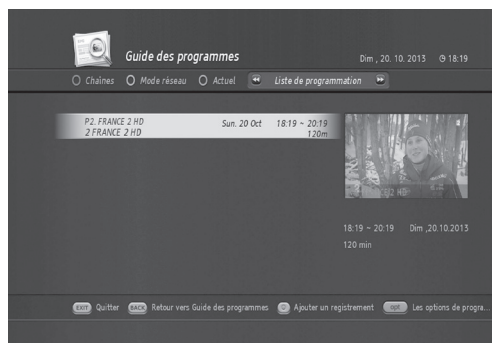 Guide des programmes
Dim , 20. 10. 2013 18:19
Chaînes Mode réseau Actuel Liste de programmation
P2. FRANCE 2 HD Sun. 20 Oct 18:19 ~ 20:19
2 FRANCE 2 HD 120m
18:19 ~ 20:19 Dim ,20.10.2013
120 min
EXIT Quitter BACK Retour vers Guide des programmes Ajouter un registrement opt Les options de progra...